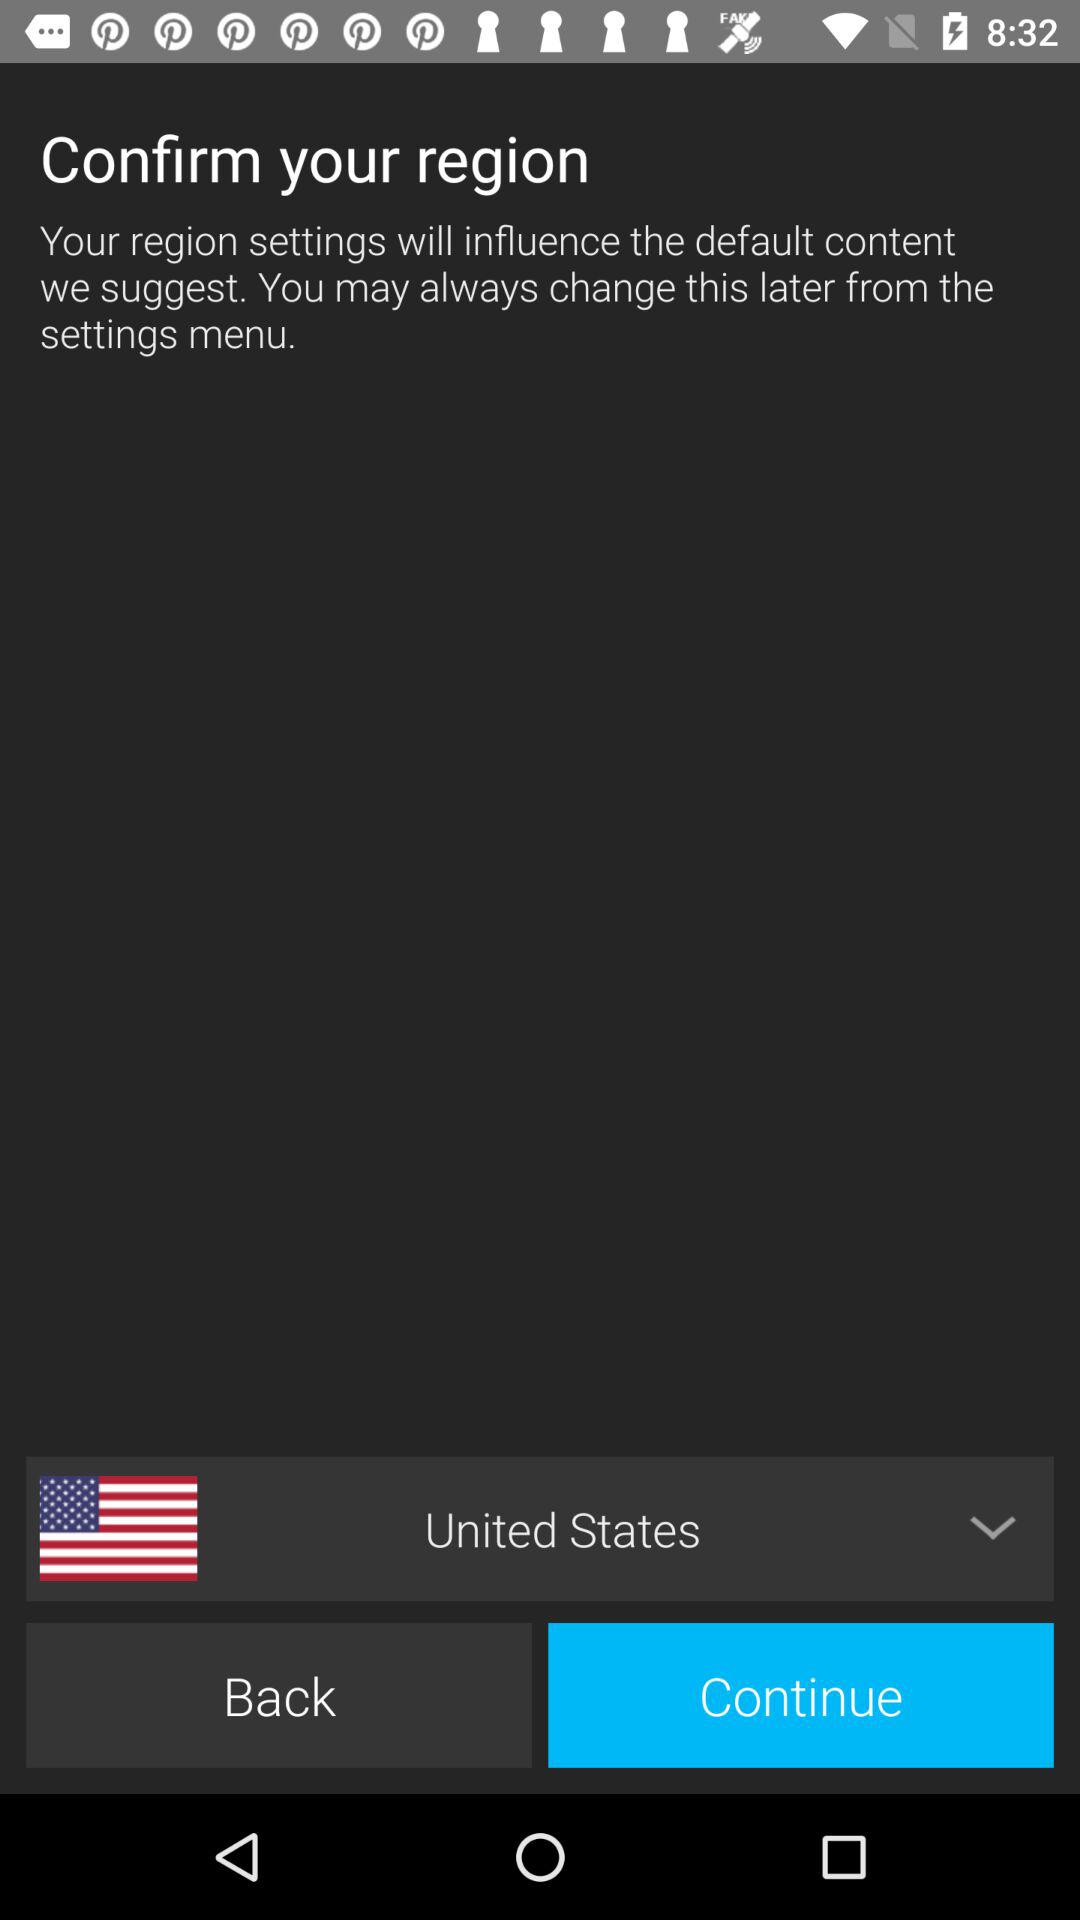 FAKE
8:32
Confirm your region
Your region settings will influence the default content
we suggest. You may always change this later from the
settings menu.
United States
Back
Continue